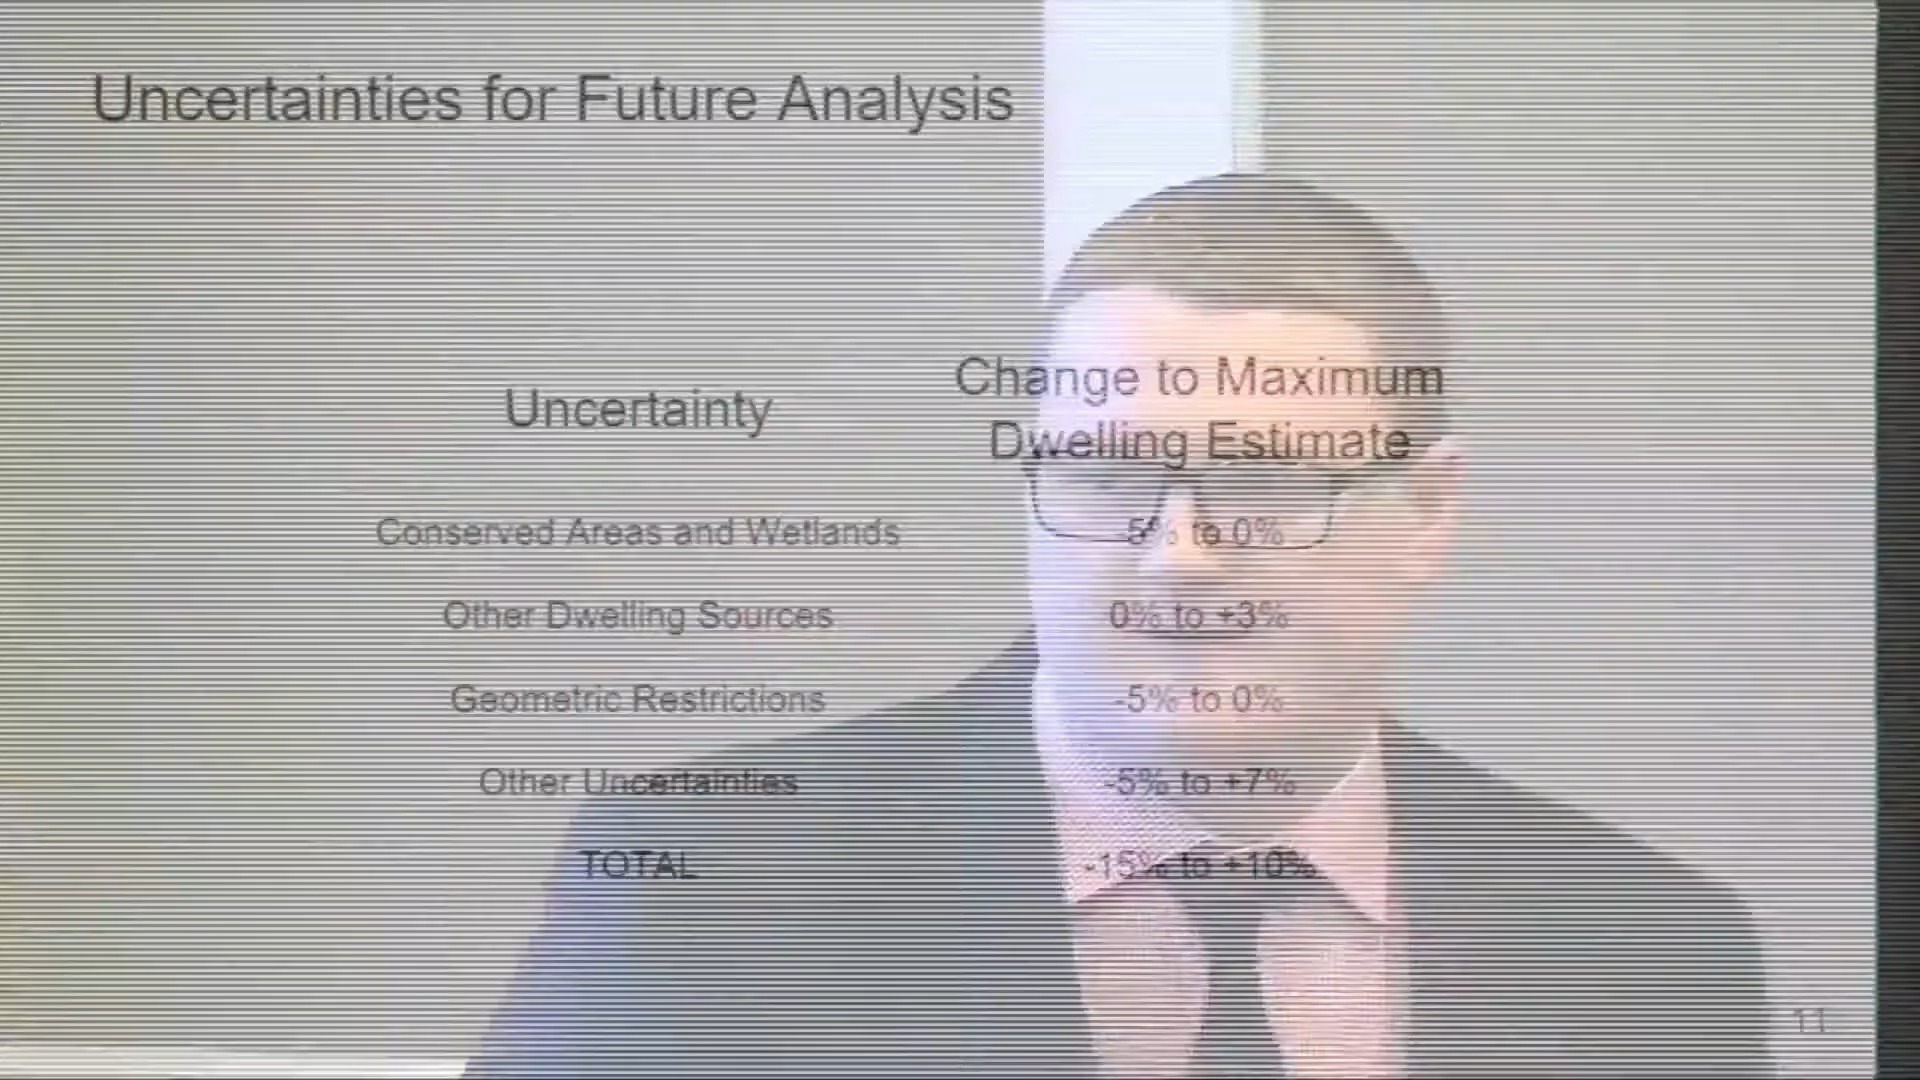 Uncertainties for Future Analysis
Uncertainty
Change to Maximum
Dwelling Estimate
Conserved Areas and Wetlands -5% to 0%
Other Dwelling Sources 0% to +3%
Geometric Restrictions -5% to 0%
Other Uncertainties -5% to +7%
TOTAL -15% to +10%
11